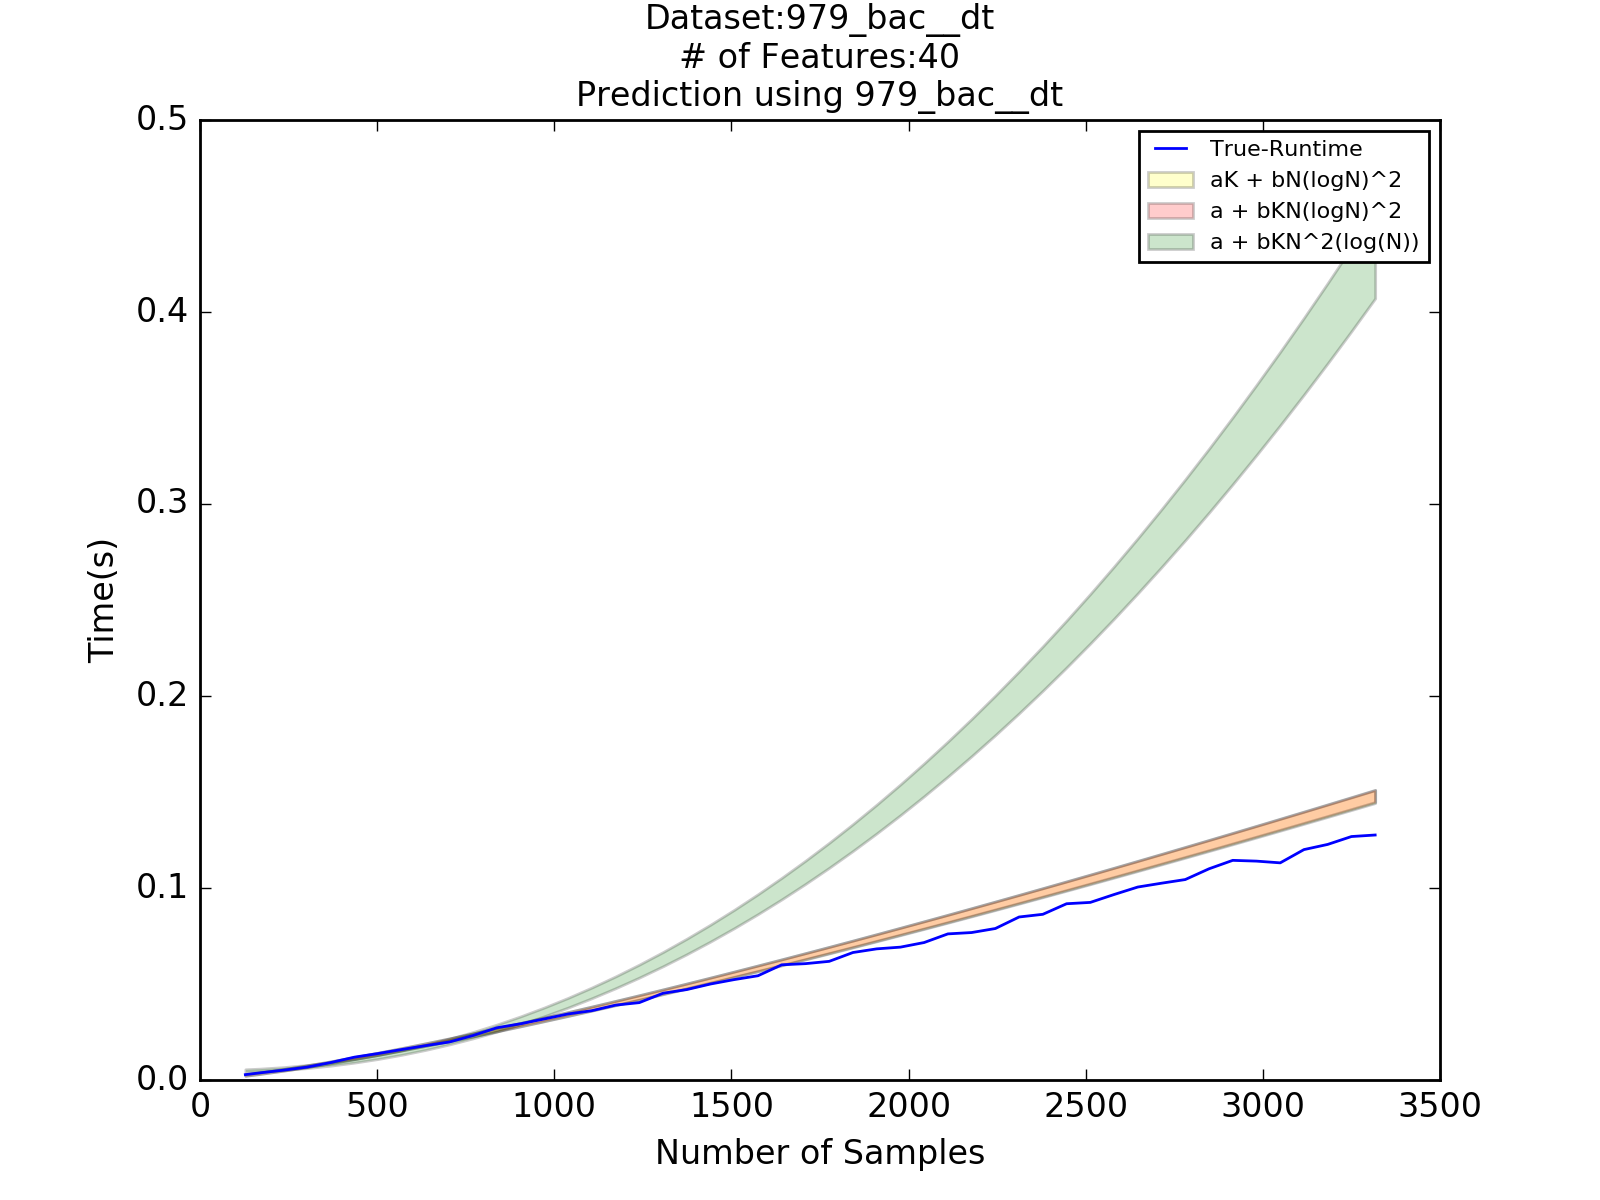 Dataset:979_bac__dt
# of Features:40
Prediction using 979_bac__dt
True-Runtime
aK + bN(logN)^2
a + bKN(logN)^2
a + bKN^2(log(N))
0.5
0.4
0.3
0.2
0.1
0.0
Time(s)
0 500 1000 1500 2000 2500 3000 3500
Number of Samples